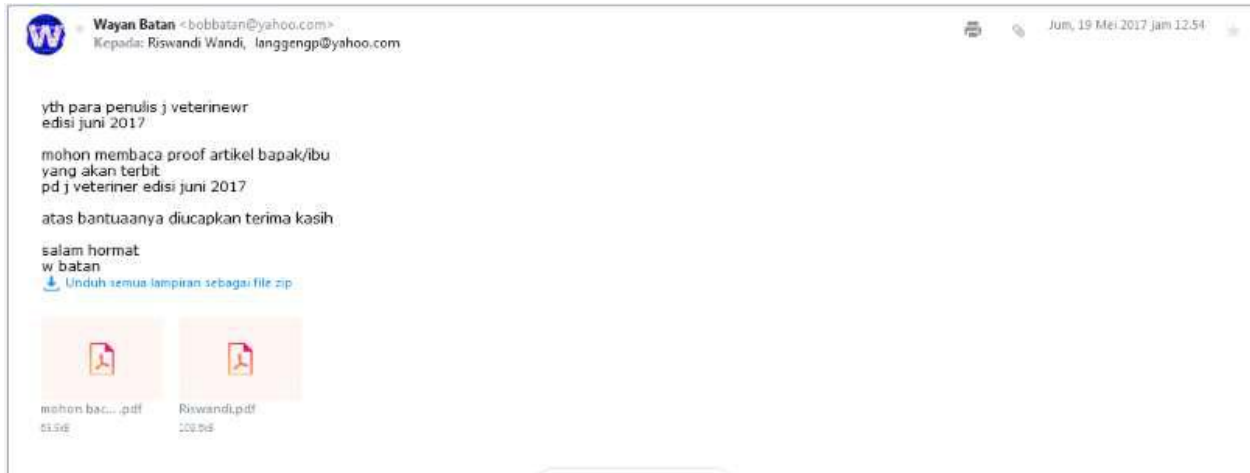 W
Wayan Batan <bobbatan@yahoo.com>
Jum, 19 Mei 2017 jam 12.54
Kepada: Riswandi Wandi, langgengp@yahoo.com
yth para penulis j veterinewr
edisi juni 2017
mohon membaca proof artikel bapak/ibu
yang akan terbit
pd j veteriner edisi juni 2017
atas bantuaanya diucapkan terima kasih
salam hormat
w batan
Unduh semua lampiran sebagai file zip
mohon bac... .pdf
Riswandi.pdf